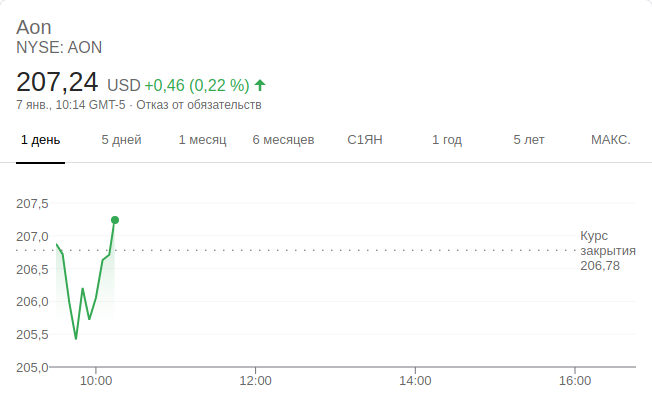 Aon
NYSE: AON
207,24 USD +0,46 (0,22 %)
7 янв., 10:14 GMT-5 · Отказ от обязательств
1 день 5 дней 1 месяц 6 месяцев С1ЯН 1 год 5 лет МАКС.
207,5
207,0
206,5
206,0
205,5
205,0
Курс
закрытия
206,78
10:00 12:00 14:00 16:00